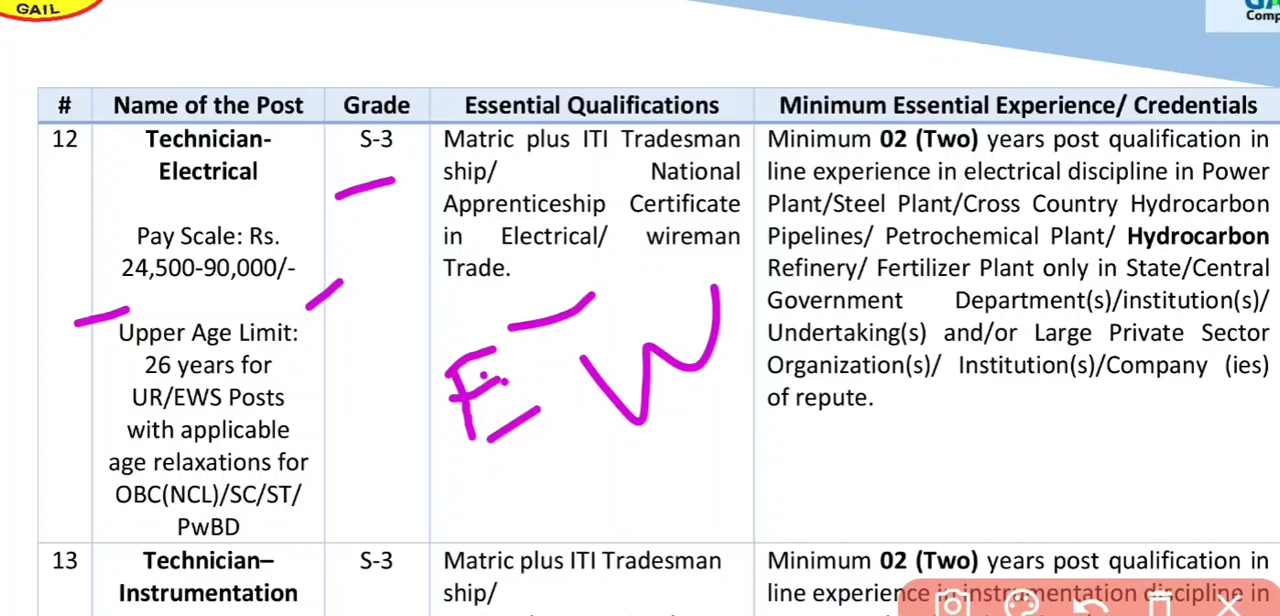 GAIL
Comp
# Name of the Post Grade Essential Qualifications Minimum Essential Experience/ Credentials
12 Technician- S-3 Matric plus ITI Tradesman Minimum 02 (Two) years post qualification in
Electrical ship/ National line experience in electrical discipline in Power
Apprenticeship Certificate Plant/Steel Plant/Cross Country Hydrocarbon
Pay Scale: Rs. in Electrical/ wireman Pipelines/ Petrochemical Plant/ Hydrocarbon
24,500-90,000/- Trade. Refinery/ Fertilizer Plant only in State/Central
Government Department(s)/institution(s)/
Upper Age Limit: Undertaking(s) and/or Large Private Sector
26 years for E W Organization(s)/ Institution(s)/Company (ies)
UR/EWS Posts of repute.
with applicable
age relaxations for
OBC(NCL)/SC/ST/
PwBD
13 Technician– S-3 Matric plus ITI Tradesman Minimum 02 (Two) years post qualification in
Instrumentation ship/ line experience in instrumentation discipline in